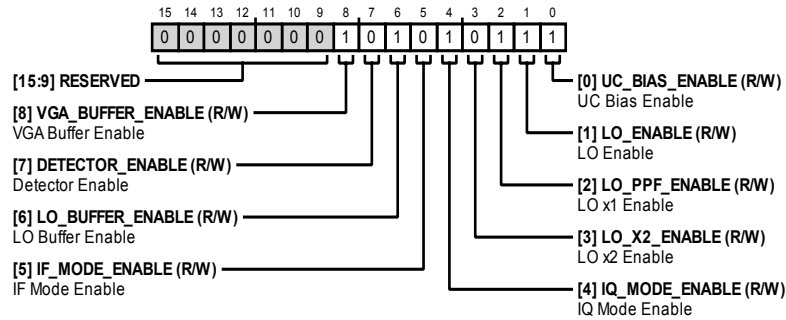 15 14 13 12 11 10 9 8 7 6 5 4 3 2 1 0
0 0 0 0 0 0 0 1 0 1 0 1 0 1 1 1
[15:9] RESERVED
[8] VGA_BUFFER_ENABLE (R/W)
VGA Buffer Enable
[7] DETECTOR_ENABLE (R/W)
Detector Enable
[6] LO_BUFFER_ENABLE (R/W)
LO Buffer Enable
[5] IF_MODE_ENABLE (R/W)
IF Mode Enable
[0] UC_BIAS_ENABLE (R/W)
UC Bias Enable
[1] LO_ENABLE (R/W)
LO Enable
[2] LO_PPF_ENABLE (R/W)
LO x1 Enable
[3] LO_X2_ENABLE (R/W)
LO x2 Enable
[4] IQ_MODE_ENABLE (R/W)
IQ Mode Enable